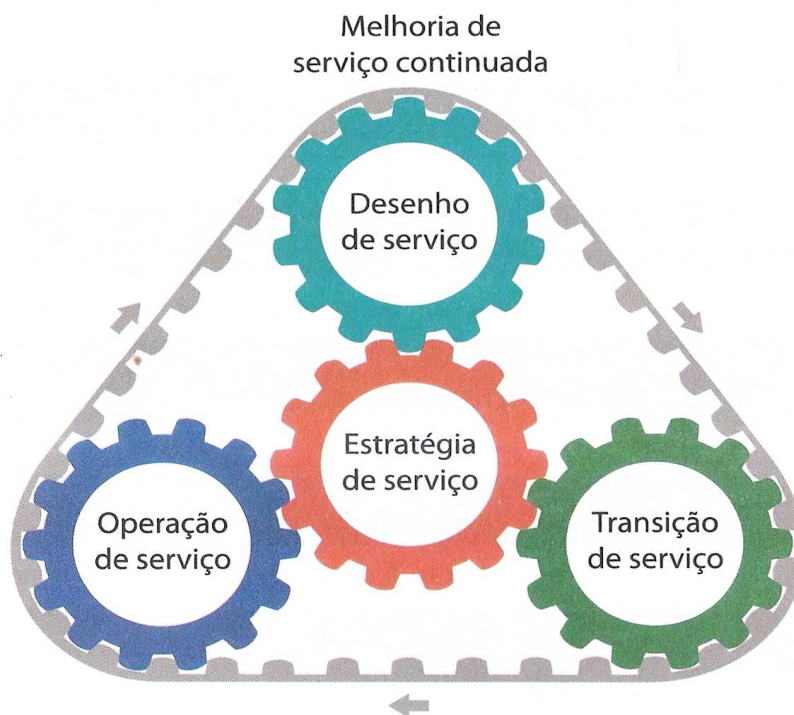 Melhoria de
serviço continuada
Desenho
de serviço
Estratégia
de serviço
Operação
de serviço
Transição
de serviço